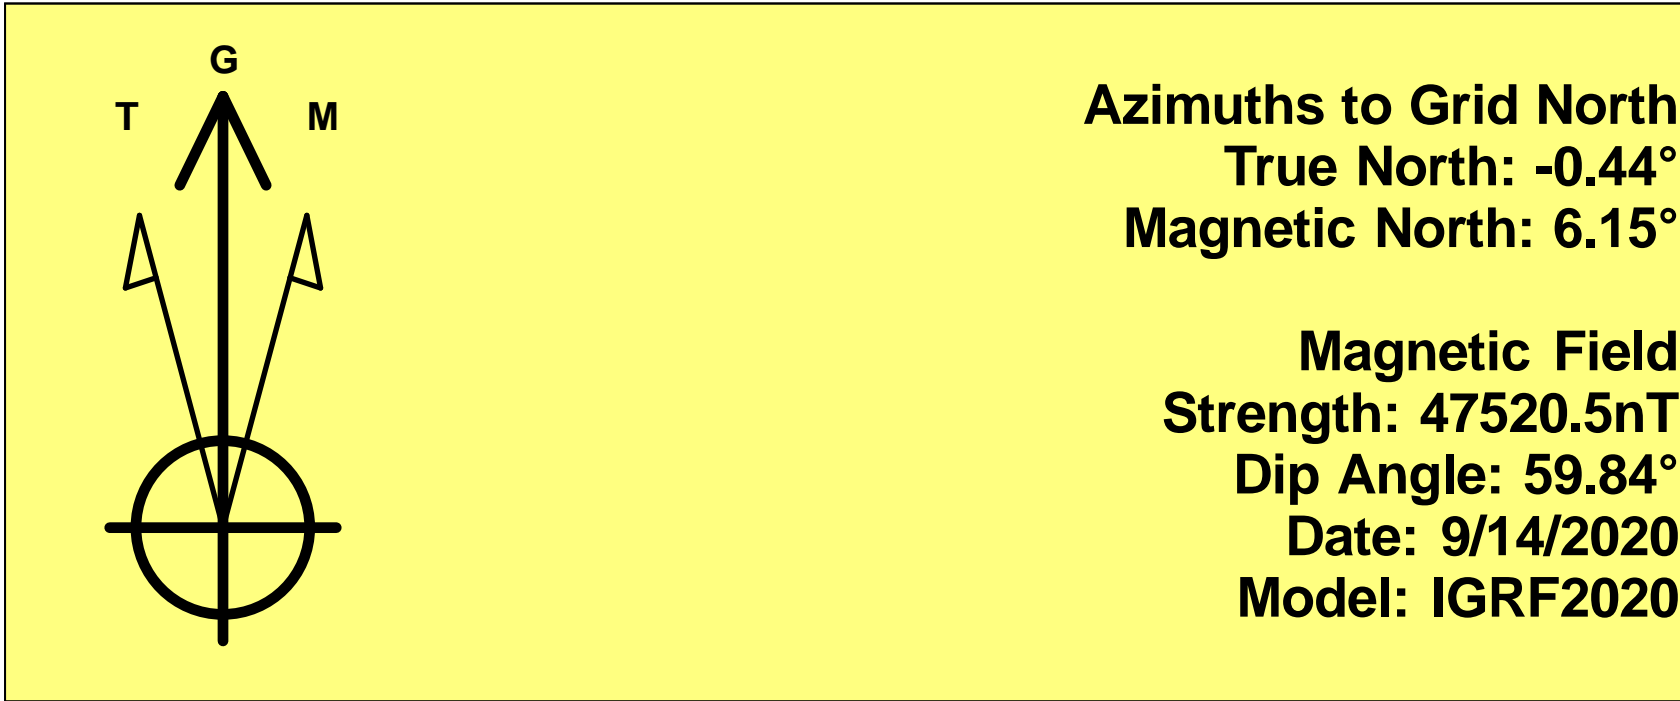 G
T
M
Azimuths to Grid North
True North: -0.44°
Magnetic North: 6.15°
Magnetic Field
Strength: 47520.5nT
Dip Angle: 59.84°
Date: 9/14/2020
Model: IGRF2020